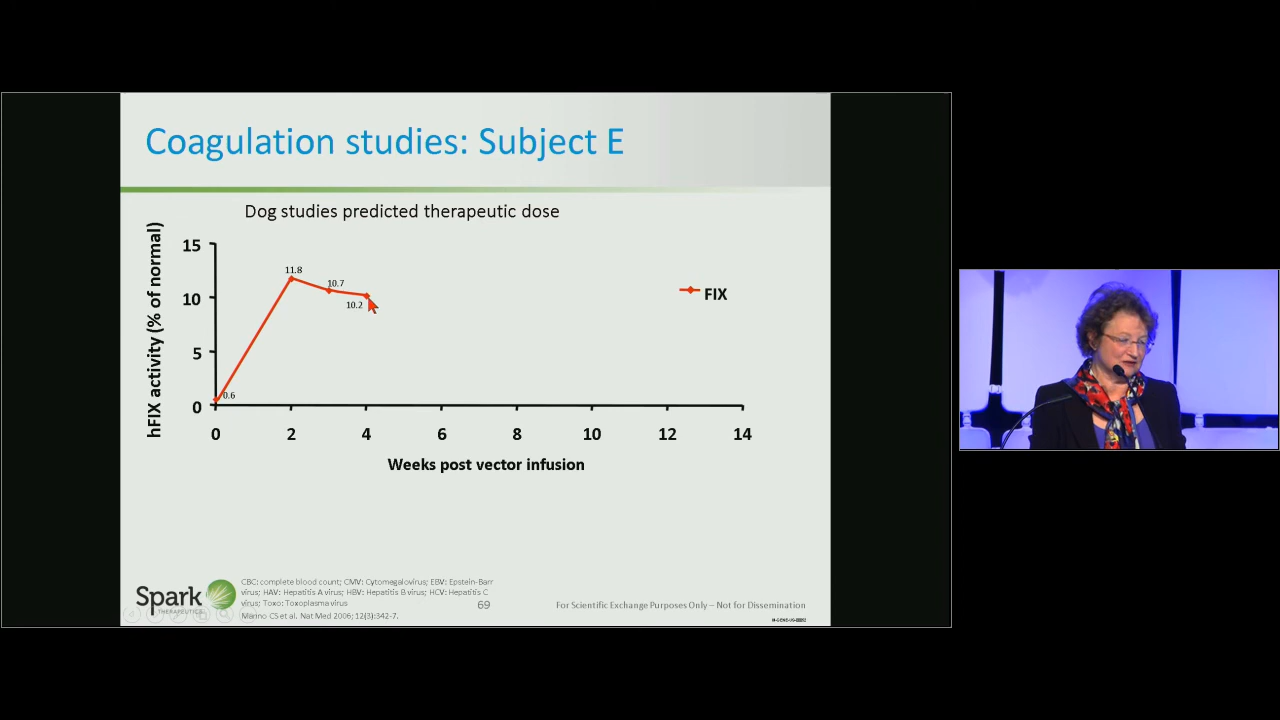 Coagulation studies: Subject E
Dog studies predicted therapeutic dose
hFIX activity (% of normal)
15
10
5
0
11.8
10.7
10.2
0.6
FIX
0 2 4 6 8 10 12 14
Weeks post vector infusion
Spark
THERAPEUTICS
CBC: complete blood count; CMV: Cytomegalovirus; EBV: Epstein-Barr
virus; HAV: Hepatitis A virus; HBV: Hepatitis B virus; HCV: Hepatitis C
virus; Toxo: Toxoplasma virus
Manno CS et al. Nat Med 2006; 12(3):342-7.
69
For Scientific Exchange Purposes Only – Not for Dissemination